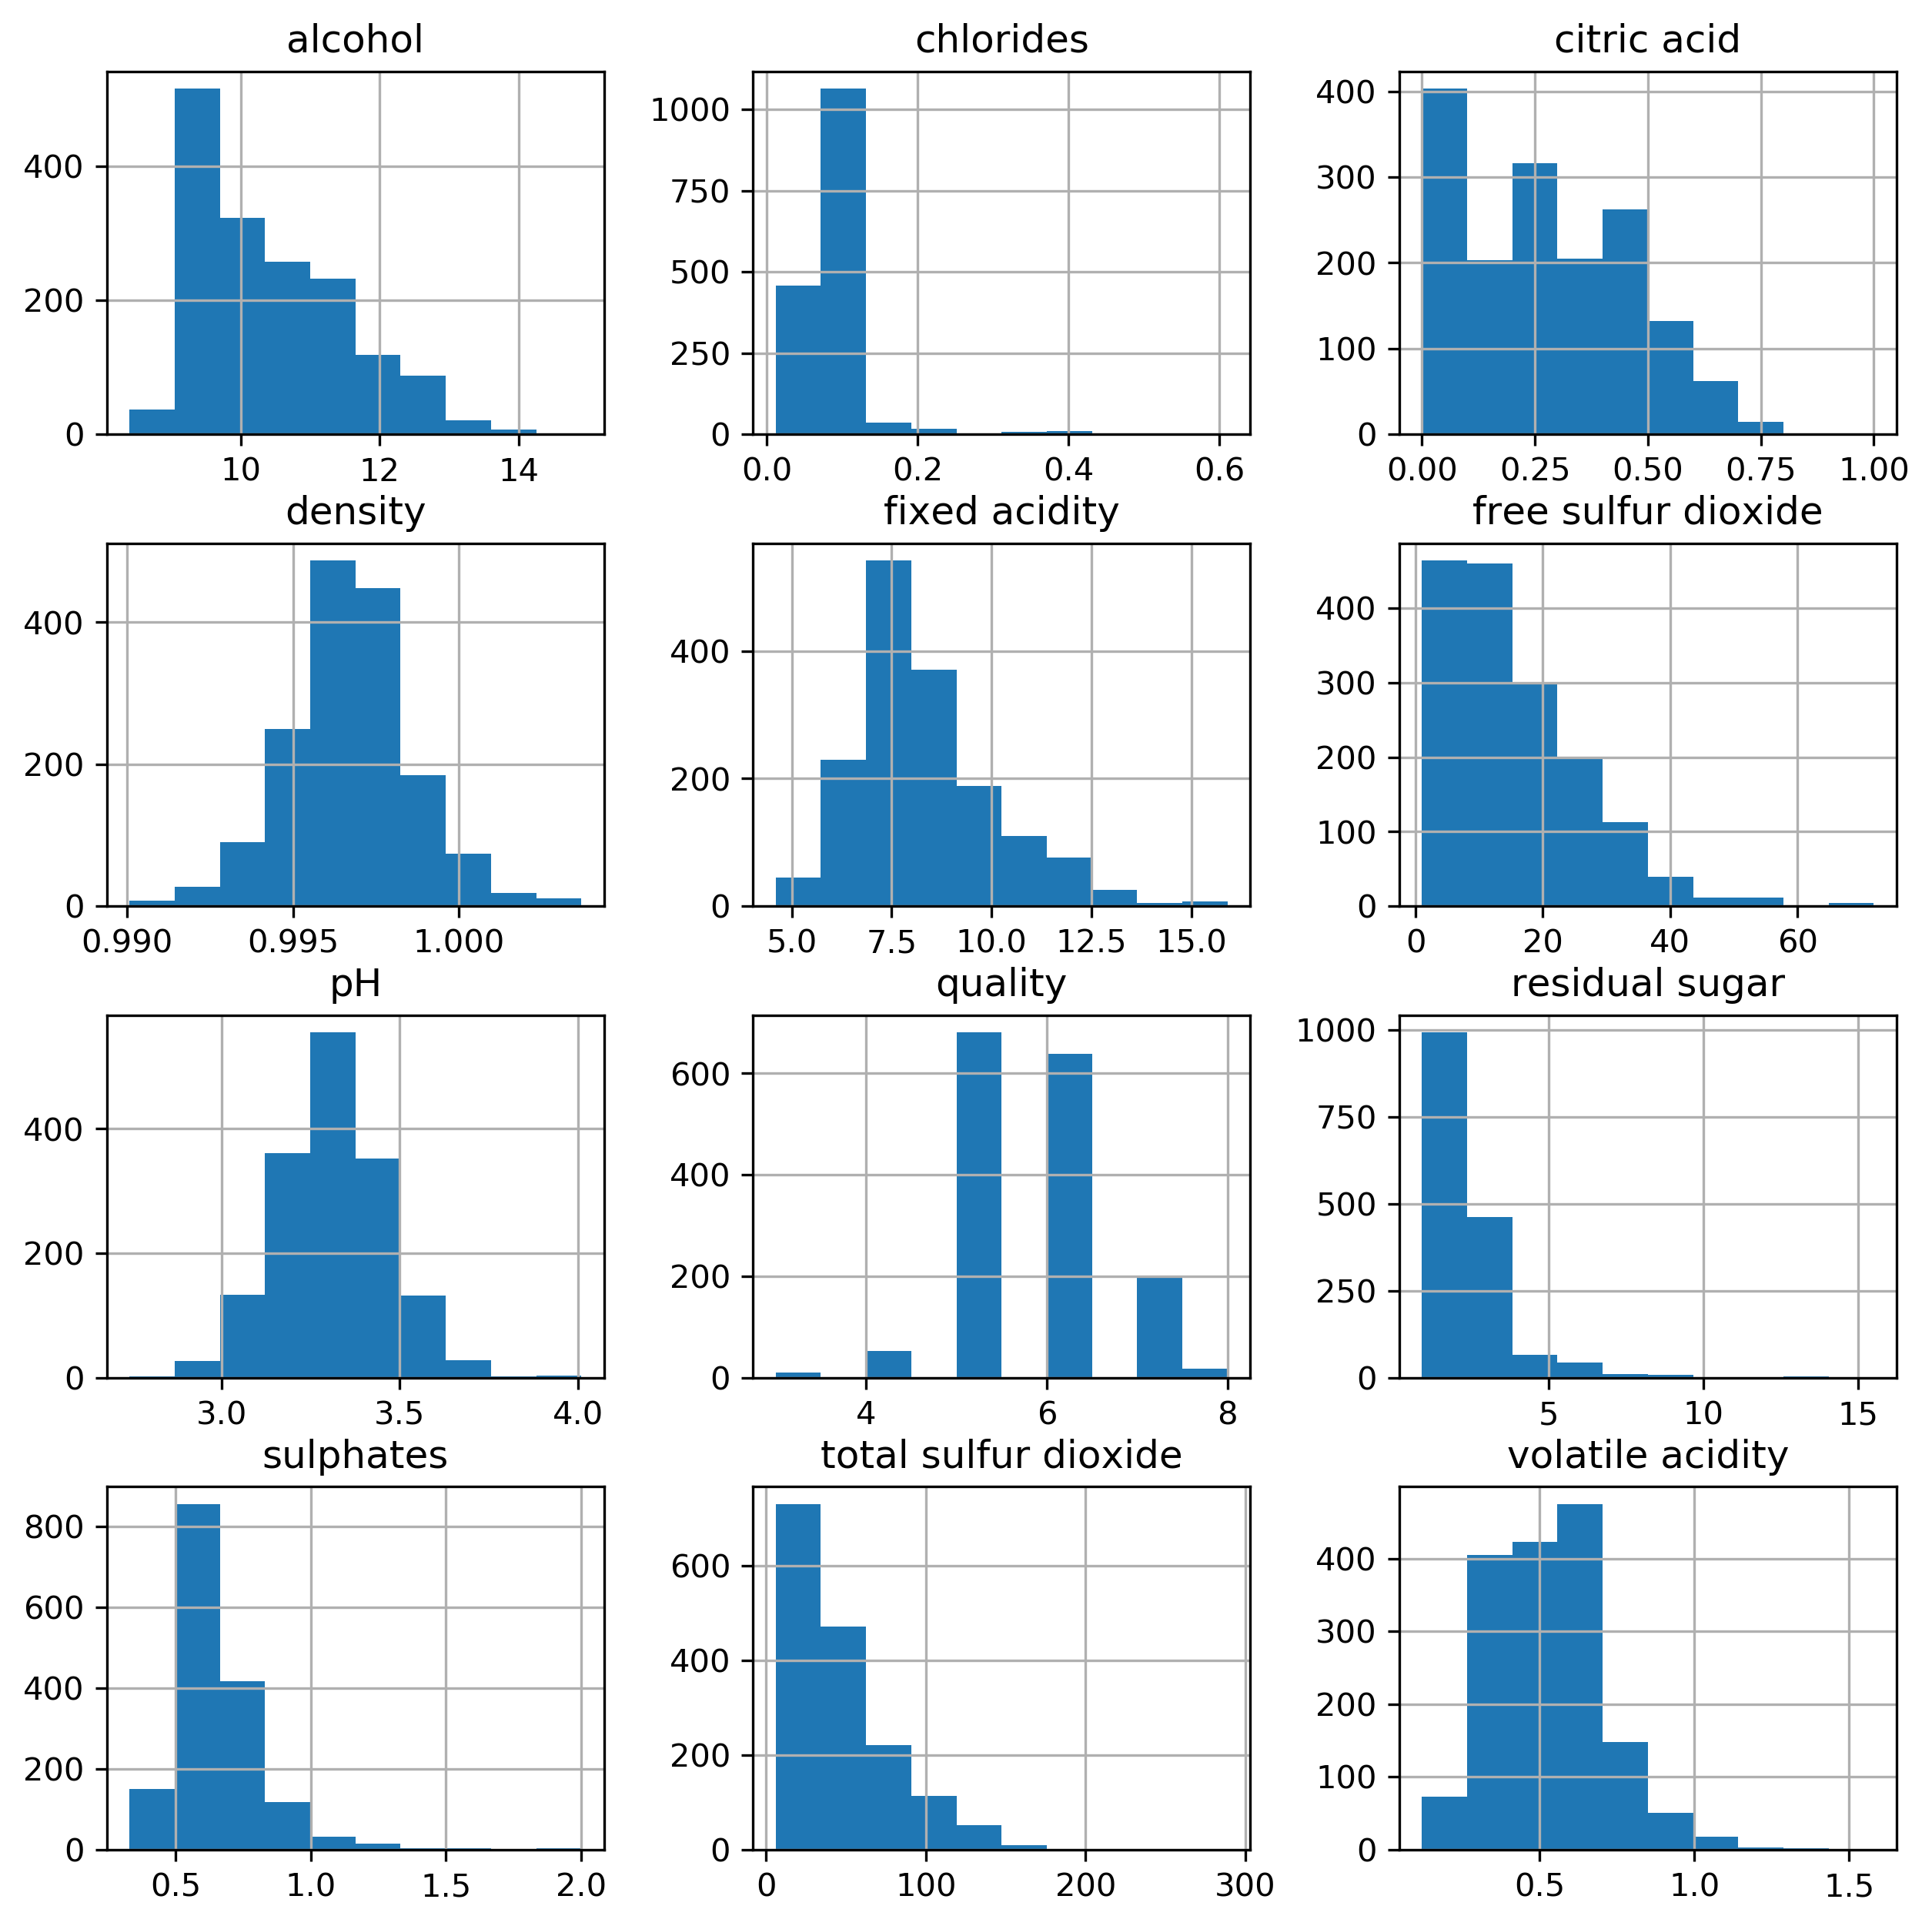 alcohol
chlorides
citric acid
400
200
0
10 12 14
1000
750
500
250
0
0.0 0.2 0.4 0.6
400
300
200
100
0
0.00 0.25 0.50 0.75 1.00
density
fixed acidity
free sulfur dioxide
400
200
0
0.990 0.995 1.000
400
200
0
5.0 7.5 10.0 12.5 15.0
400
300
200
100
0
0 20 40 60
pH
quality
residual sugar
400
200
0
3.0 3.5 4.0
600
400
200
0
4 6 8
1000
750
500
250
0
5 10 15
sulphates
total sulfur dioxide
volatile acidity
800
600
400
200
0
0.5 1.0 1.5 2.0
600
400
200
0
0 100 200 300
400
300
200
100
0
0.5 1.0 1.5